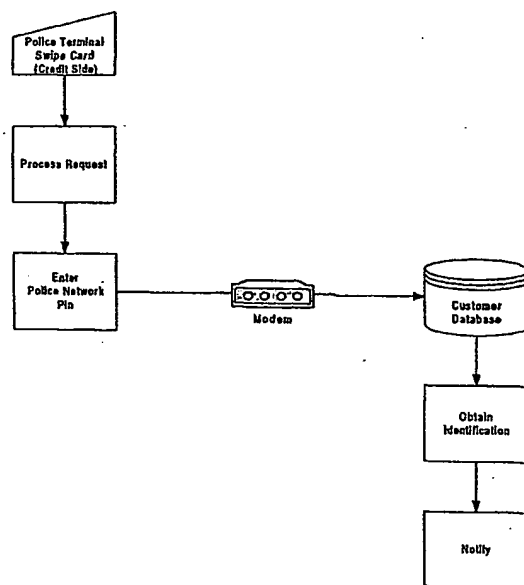 Police Terminal
Swipe Card
(Credit Side)
Process Request
Enter
Police Network
Pin
Modem
Customer
Database
Obtain
Identification
Notify